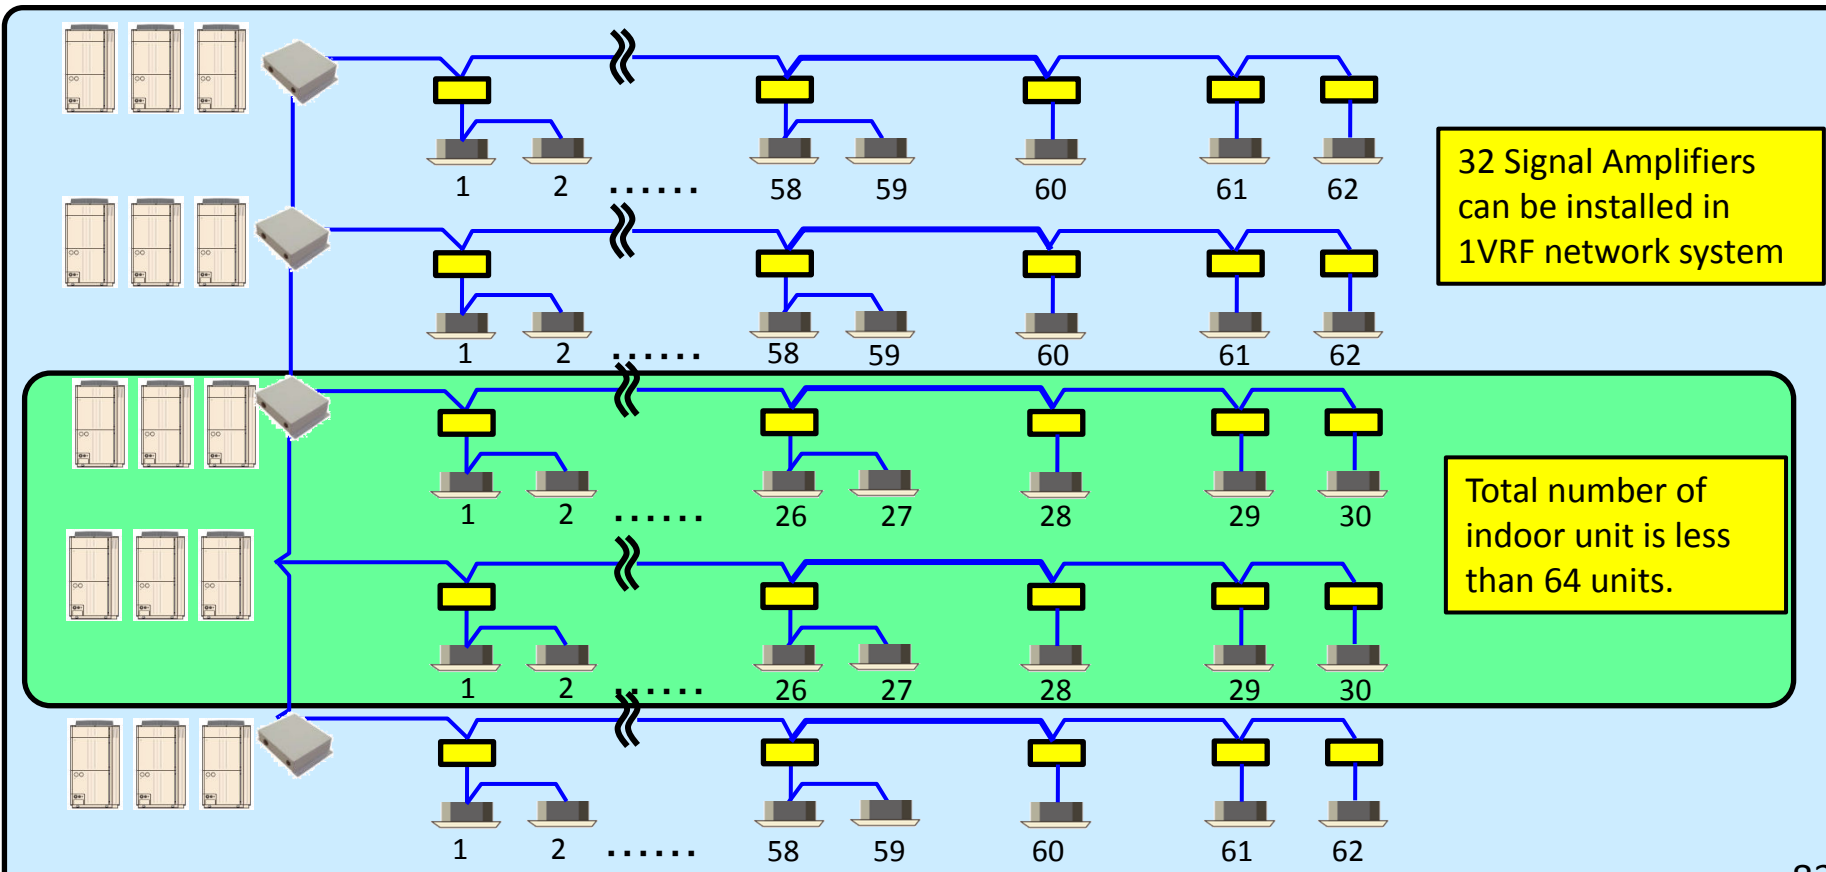 1 2 ...... 58 59 60 61 62
32 Signal Amplifiers
can be installed in
1VRF network system
1 2 ...... 58 59 60 61 62
1 2 ...... 26 27 28 29 30
Total number of
indoor unit is less
than 64 units.
1 2 ...... 26 27 28 29 30
1 2 ...... 58 59 60 61 62